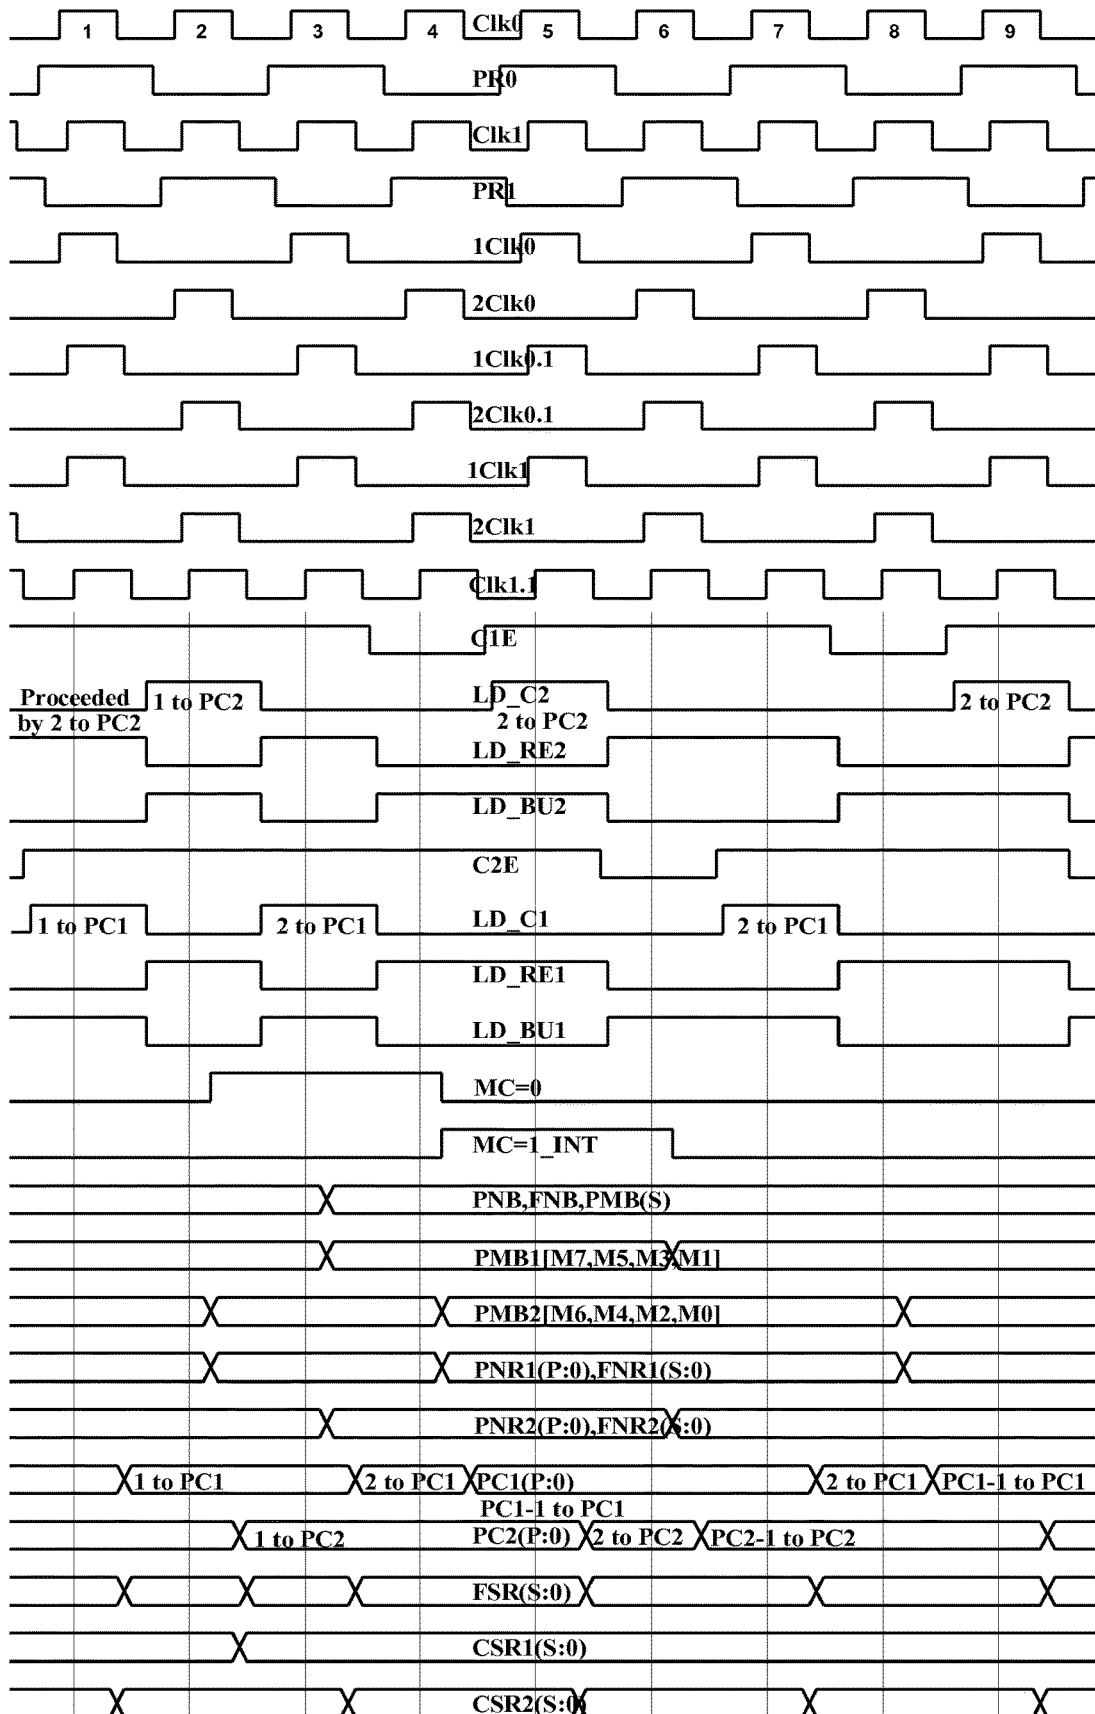 Clk0
1 2 3 4 5 6 7 8 9
PR0
Clk1
PR1
1Clk0
2Clk0
1Clk0.1
2Clk0.1
1Clk1
2Clk1
Clk1.1
C1E
Proceeded 1 to PC2 LD_C2 2 to PC2
by 2 to PC2 2 to PC2
LD_RE2
LD_BU2
C2E
1 to PC1 2 to PC1 LD_C1 2 to PC1
LD_RE1
LD_BU1
MC=0
MC=1_INT
PNB,FNB,PMB(S)
PMB1[M7,M5,M3,M1]
PMB2[M6,M4,M2,M0]
PNR1(P:0),FNR1(S:0)
PNR2(P:0),FNR2(S:0)
1 to PC1 2 to PC1 PC1(P:0) 2 to PC1 PC1-1 to PC1
PC1-1 to PC1
1 to PC2 PC2(P:0) 2 to PC2 PC2-1 to PC2
FSR(S:0)
CSR1(S:0)
CSR2(S:0)